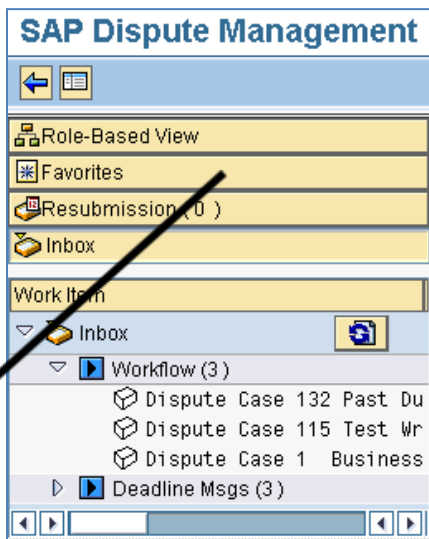 SAP Dispute Management
Role-Based View
Favorites
Resubmission ( 0 )
Inbox
Work Item
Inbox
Workflow (3)
Dispute Case 132 Past Du
Dispute Case 115 Test Wr
Dispute Case 1 Business
Deadline Msgs (3)